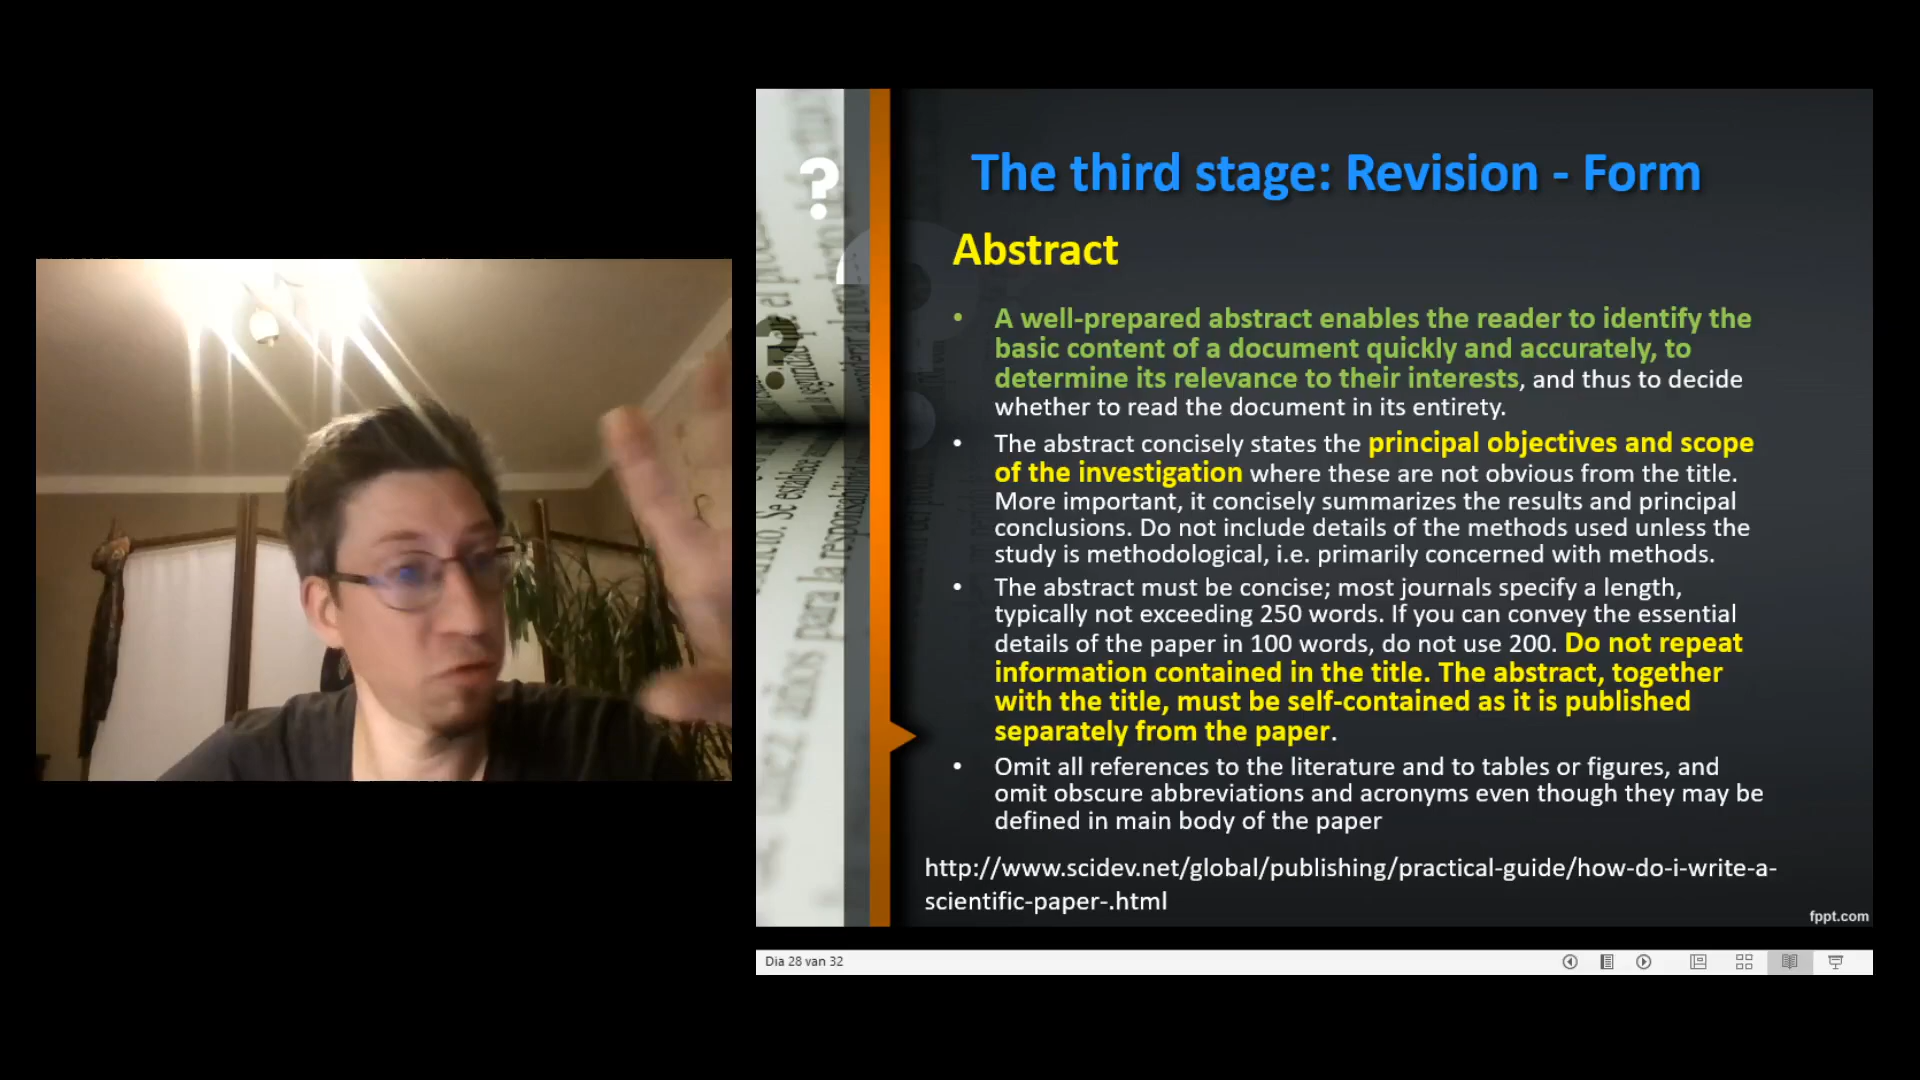 The third stage: Revision - Form
Abstract
• A well-prepared abstract enables the reader to identify the
basic content of a document quickly and accurately, to
determine its relevance to their interests, and thus to decide
whether to read the document in its entirety.
• The abstract concisely states the principal objectives and scope
of the investigation where these are not obvious from the title.
More important, it concisely summarizes the results and principal
conclusions. Do not include details of the methods used unless the
study is methodological, i.e. primarily concerned with methods.
• The abstract must be concise; most journals specify a length,
typically not exceeding 250 words. If you can convey the essential
details of the paper in 100 words, do not use 200. Do not repeat
information contained in the title. The abstract, together
with the title, must be self-contained as it is published
separately from the paper.
• Omit all references to the literature and to tables or figures, and
omit obscure abbreviations and acronyms even though they may be
defined in main body of the paper
http://www.scidev.net/global/publishing/practical-guide/how-do-i-write-a-
scientific-paper-.html
fppt.com
Dia 28 van 32
? 
?
Se establece
años para la responsabilidad